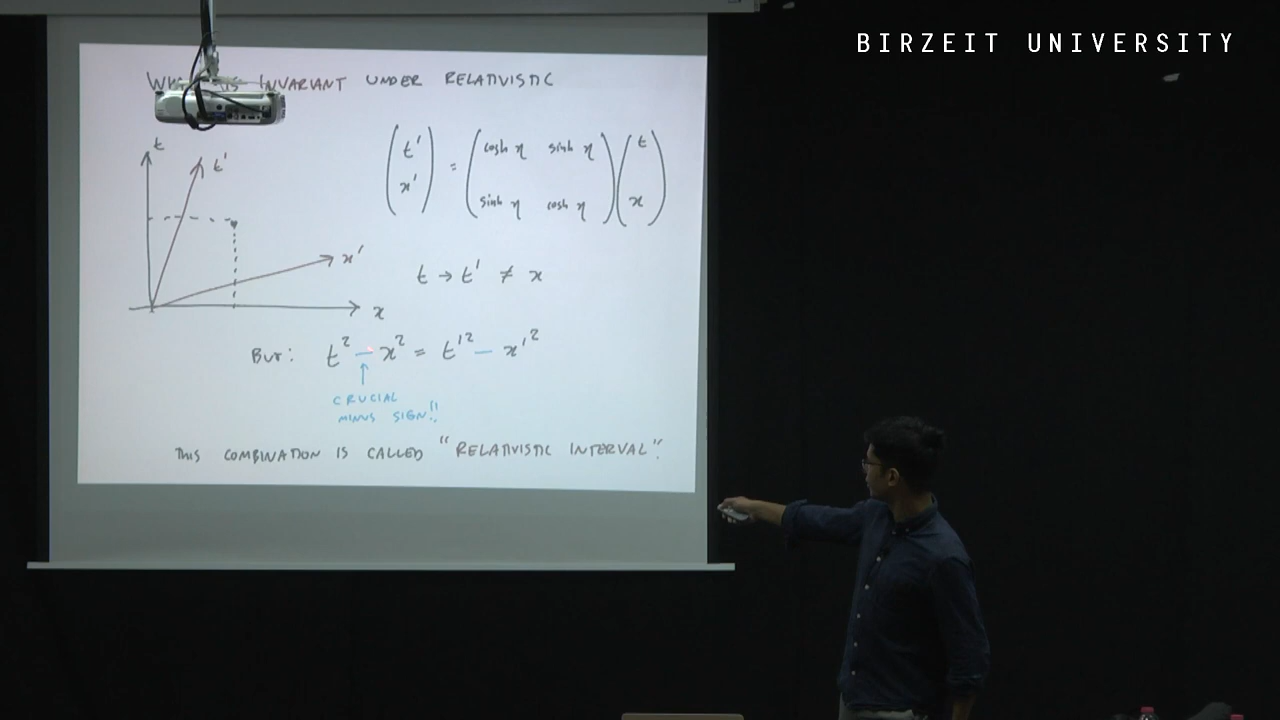 BIRZEIT UNIVERSITY
IS INVARIANT UNDER RELATIVISTIC
t
t'
x'
x
(t' x') = (cosh η sinh η sinh η cosh η) (t x)
t → t' ≠ x
BUT: t² − x² = t'² − x'²
↑
CRUCIAL
MINUS SIGN!!
THIS COMBINATION IS CALLED "RELATIVISTIC INTERVAL".